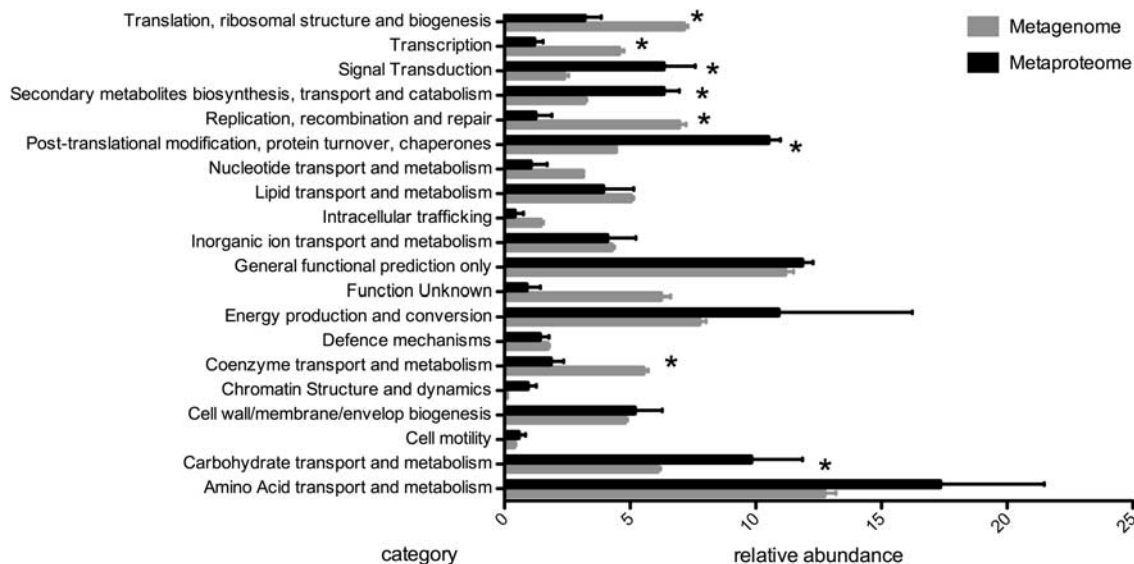 Translation, ribosomal structure and biogenesis *
Metagenome
Transcription *
Metaproteome
Signal Transduction *
Secondary metabolites biosynthesis, transport and catabolism *
Replication, recombination and repair *
Post-translational modification, protein turnover, chaperones *
Nucleotide transport and metabolism
Lipid transport and metabolism
Intracellular trafficking
Inorganic ion transport and metabolism
General functional prediction only
Function Unknown
Energy production and conversion
Defence mechanisms
Coenzyme transport and metabolism *
Chromatin Structure and dynamics
Cell wall/membrane/envelop biogenesis
Cell motility
Carbohydrate transport and metabolism *
Amino Acid transport and metabolism
0 5 10 15 20 25
category relative abundance